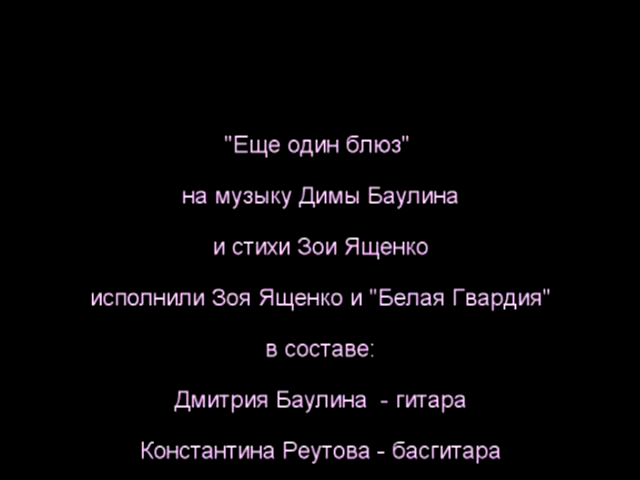 "Еще один блюз"
на музыку Димы Баулина
и стихи Зои Ященко
исполнили Зоя Ященко и "Белая Гвардия"
в составе:
Дмитрия Баулина - гитара
Константина Реутова - басгитара